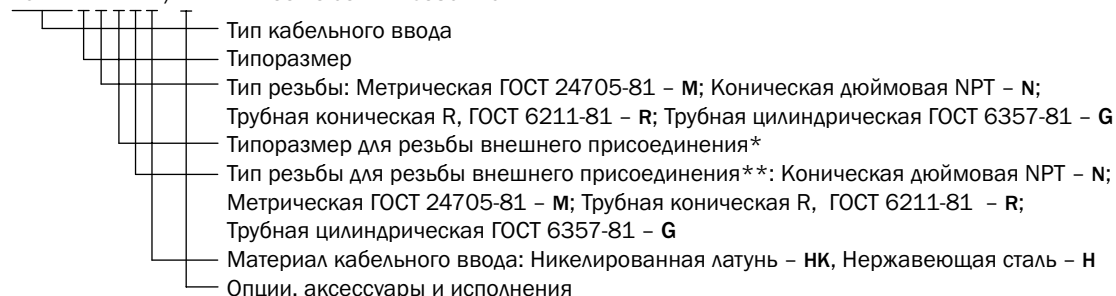 Тип кабельного ввода
Типоразмер
Тип резьбы: Метрическая ГОСТ 24705-81 – М; Коническая дюймовая NPT – N;
Трубная коническая R, ГОСТ 6211-81 – R; Трубная цилиндрическая ГОСТ 6357-81 – G
Типоразмер для резьбы внешнего присоединения*
Тип резьбы для резьбы внешнего присоединения**: Коническая дюймовая NPT – N;
Метрическая ГОСТ 24705-81 – М; Трубная коническая R, ГОСТ 6211-81 – R;
Трубная цилиндрическая ГОСТ 6357-81 – G
Материал кабельного ввода: Никелированная латунь – НК, Нержавеющая сталь – Н
Опции, аксессуары и исполнения